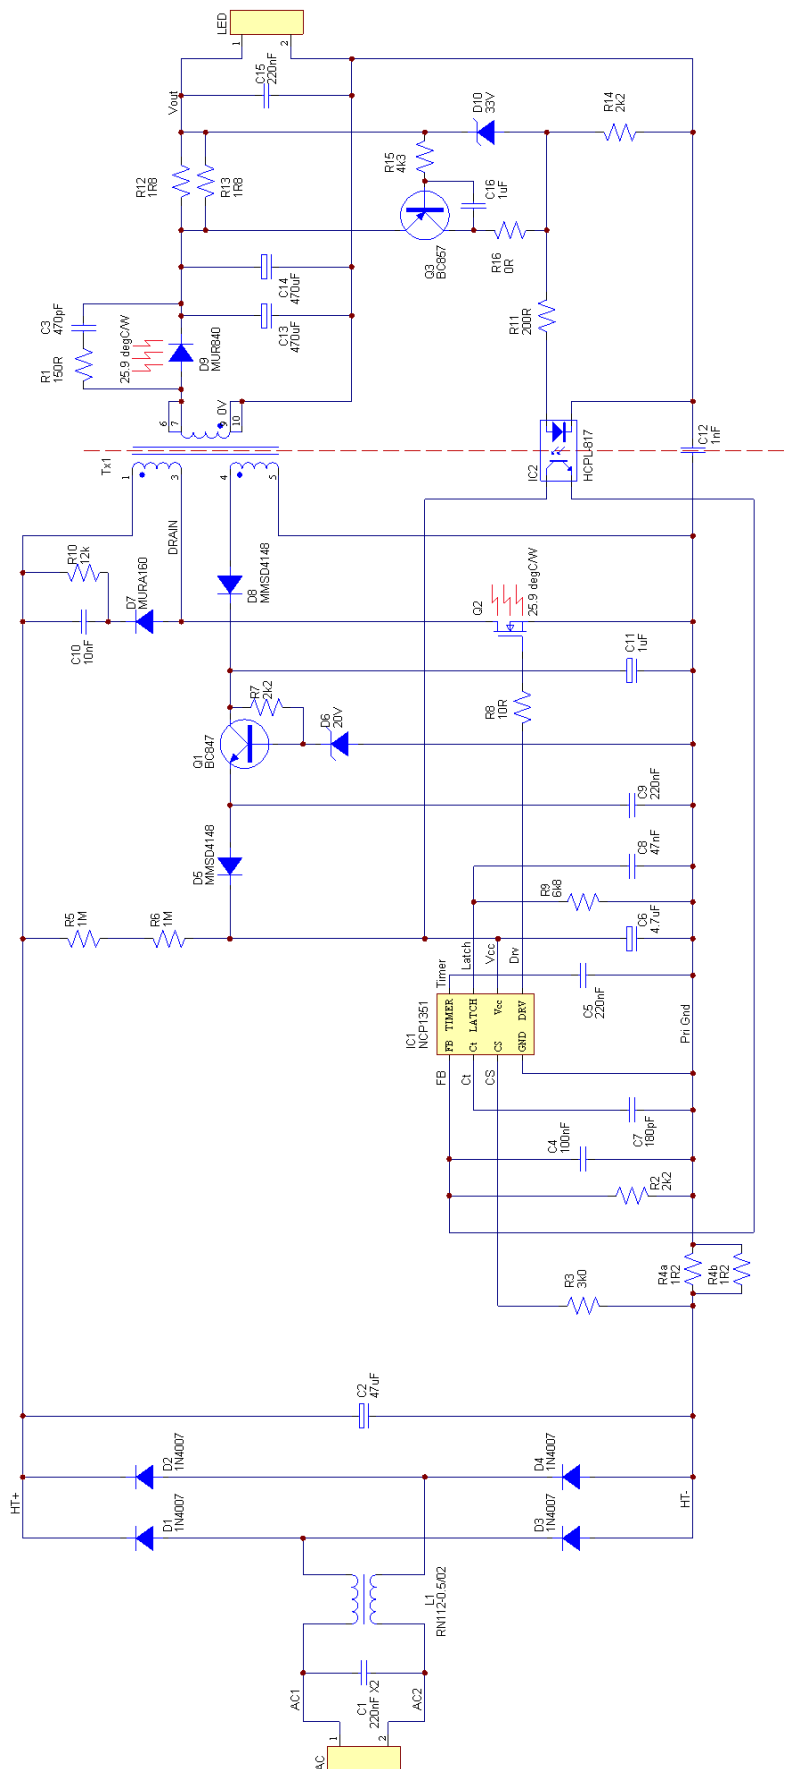 LED
1
2
C15
220nF
Vout
D10
33V
R14
2k2
R12
1R8
R13
1R8
R15
4k3
C16
1uF
Q3
BC857
R16
0R
C14
470uF
C13
470uF
C3
470pF
R1
150R
25.9 degC/W
D9
MUR840
R11
200R
6
7
9
10
0V
Tx1
1
3
4
5
IC2
HCPL-817
C12
1nF
DRAIN
R10
12k
D7
MURA160
C10
10nF
D8
MMSD4148
Q2
25.9 degC/W
C11
1uF
R7
2k2
R8
10R
Q1
BC847
D6
20V
C9
220nF
D5
MMSD4148
C8
47nF
R9
6k8
R5
1M
R6
1M
C6
4.7uF
Timer
Latch
Vcc
Drv
C5
220nF
IC1
NCP1351
FB TIMER
Ct LATCH
CS Vcc
GND DRV
Pri Gnd
FB
Ct
CS
C7
180pF
C4
100nF
R2
2k2
R4a
1R2
R4b
1R2
R3
3k0
C2
47uF
D2
1N4007
D4
1N4007
HT+
HT-
D1
1N4007
D3
1N4007
L1
RN112-0.5/02
AC1
C1
220nF X2
AC2
1
2
AC